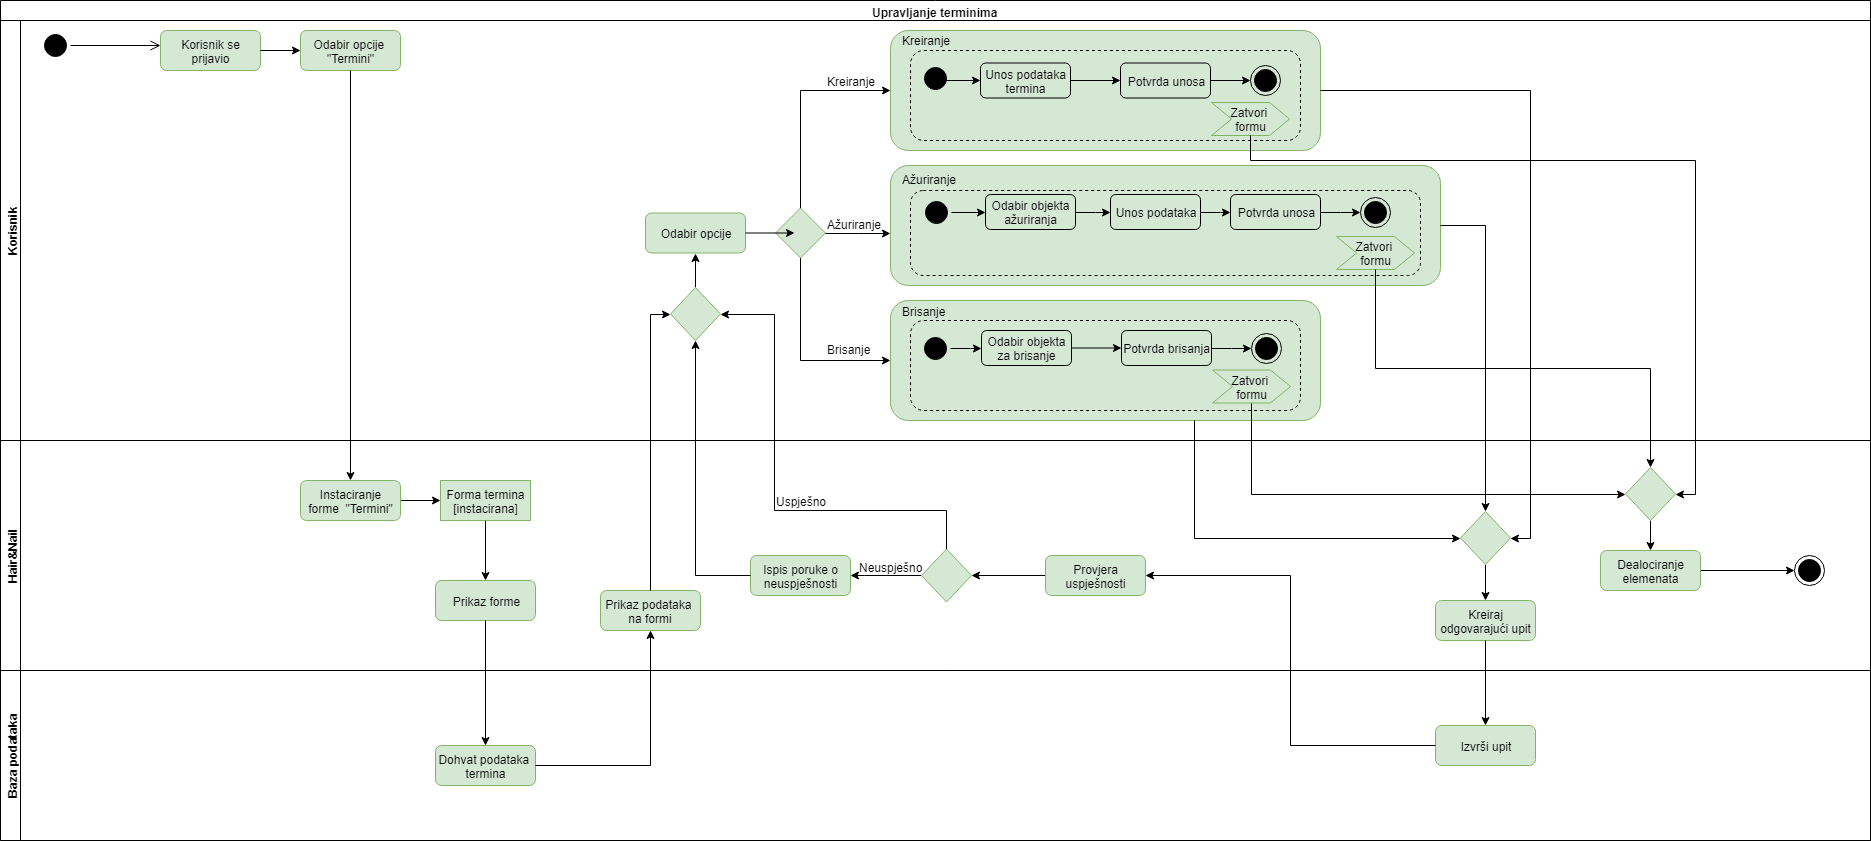 Upravljanje terminima
Korisnik
Korisnik se
prijavio
Odabir opcije
"Termini"
Odabir opcije
Kreiranje
Ažuriranje
Brisanje
Kreiranje
Unos podataka
termina
Potvrda unosa
Zatvori
formu
Ažuriranje
Odabir objekta
ažuriranja
Unos podataka
Potvrda unosa
Zatvori
formu
Brisanje
Odabir objekta
za brisanje
Potvrda brisanja
Zatvori
formu
Hair&Nail
Instaciranje
forme "Termini"
Forma termina
[instacirana]
Prikaz forme
Prikaz podataka
na formi
Uspješno
Ispis poruke o
neuspješnosti
Neuspješno
Provjera
uspješnosti
Kreiraj
odgovarajući upit
Dealociranje
elemenata
Baza podataka
Dohvat podataka
termina
Izvrši upit